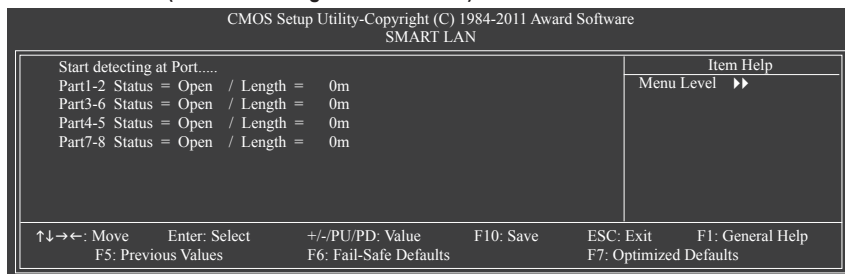 CMOS Setup Utility-Copyright (C) 1984-2011 Award Software
SMART LAN
Start detecting at Port.....
Part1-2 Status = Open / Length = 0m
Part3-6 Status = Open / Length = 0m
Part4-5 Status = Open / Length = 0m
Part7-8 Status = Open / Length = 0m
Item Help
Menu Level ▶▶
↑↓→←: Move Enter: Select +/-/PU/PD: Value F10: Save ESC: Exit F1: General Help
F5: Previous Values F6: Fail-Safe Defaults F7: Optimized Defaults